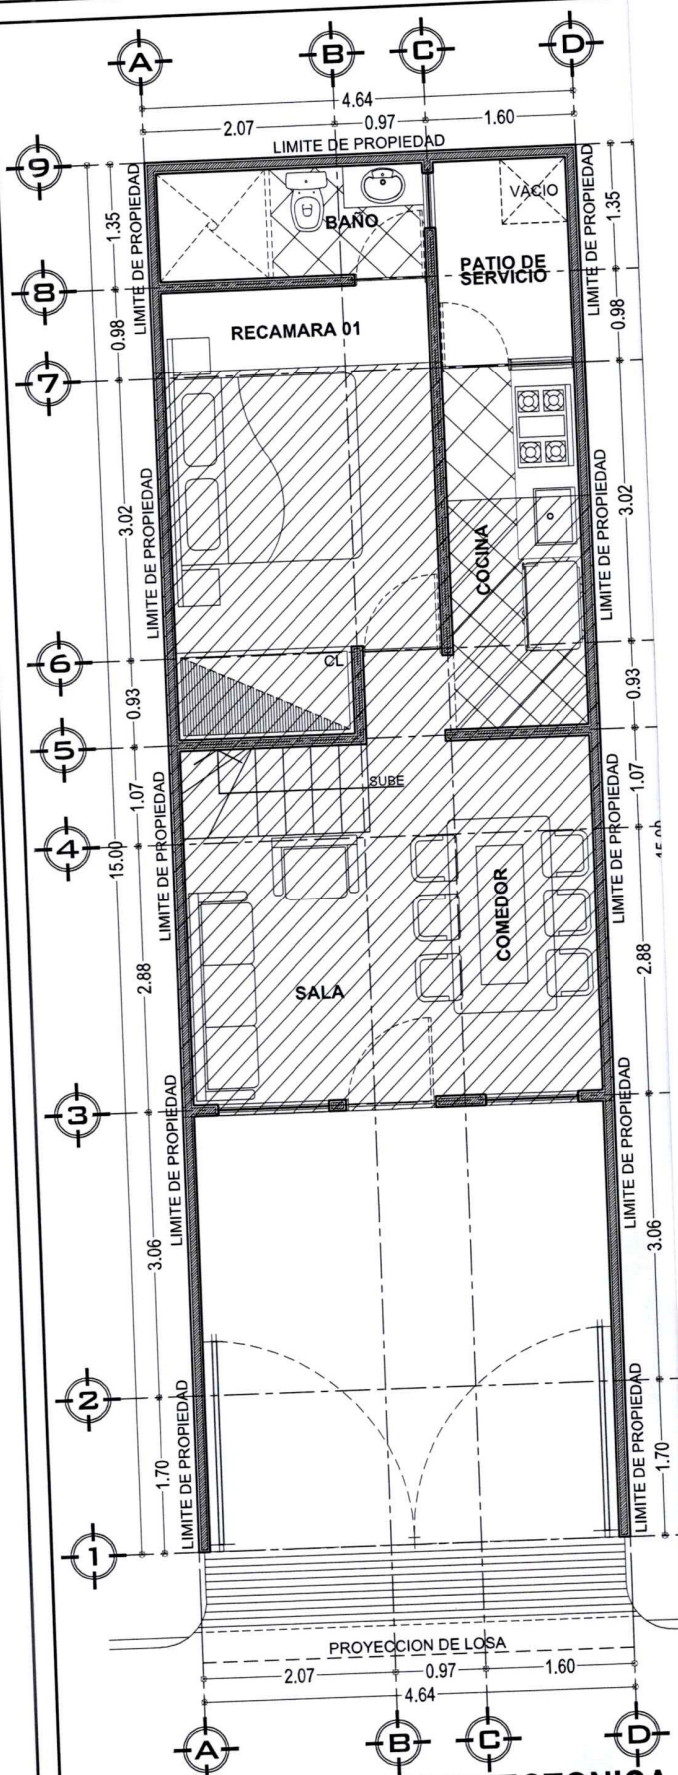 A B C D
4.64
2.07 0.97 1.60
LIMITE DE PROPIEDAD
9
8
7
6
5
4
3
2
1
1.35
0.98
3.02
0.93
1.07
15.00
2.88
3.06
1.70
LIMITE DE PROPIEDAD
LIMITE DE PROPIEDAD
LIMITE DE PROPIEDAD
LIMITE DE PROPIEDAD
LIMITE DE PROPIEDAD
BAÑO
VACIO
PATIO DE
SERVICIO
RECAMARA 01
COCINA
CL
SUBE
COMEDOR
SALA
LIMITE DE PROPIEDAD
LIMITE DE PROPIEDAD
LIMITE DE PROPIEDAD
LIMITE DE PROPIEDAD
LIMITE DE PROPIEDAD
1.35
0.98
3.02
0.93
1.07
2.88
3.06
1.70
PROYECCION DE LOSA
2.07 0.97 1.60
4.64
A B C D